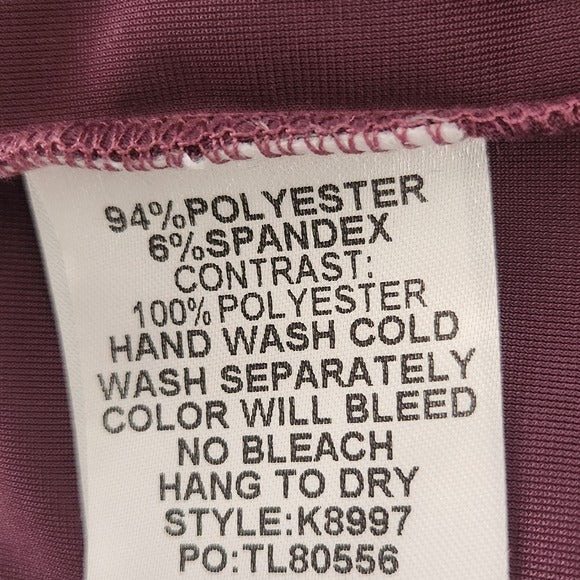 94%POLYESTER
6%SPANDEX
CONTRAST:
100% POLYESTER
HAND WASH COLD
WASH SEPARATELY
COLOR WILL BLEED
NO BLEACH
HANG TO DRY
STYLE:K8997
PO:TL80556